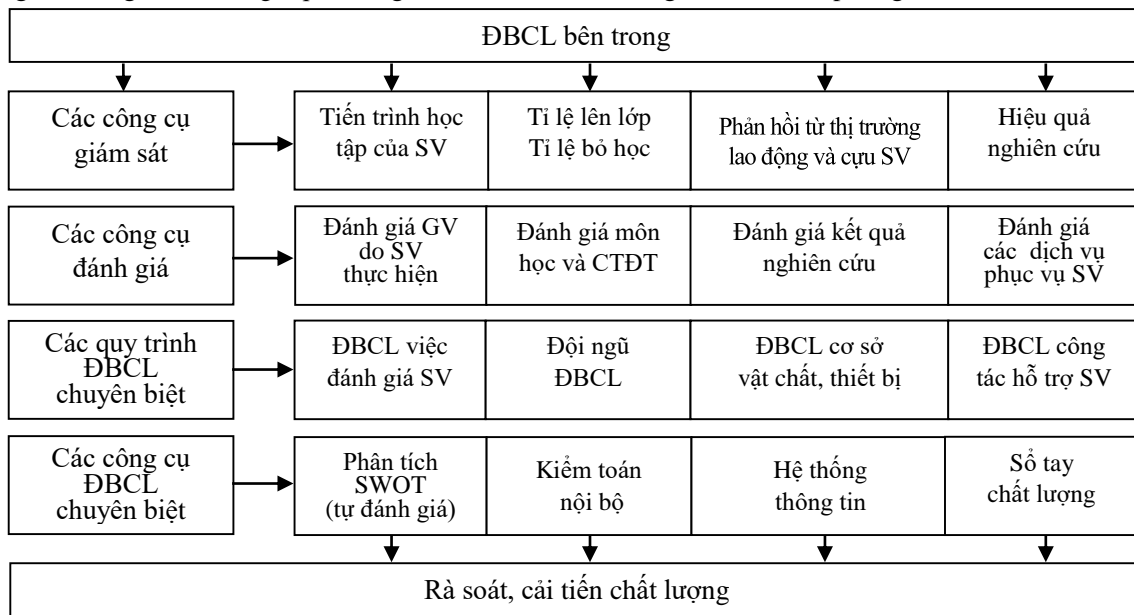 ĐBCL bên trong
Các công cụ
giám sát
Tiến trình học
tập của SV
Tỉ lệ lên lớp
Tỉ lệ bỏ học
Phản hồi từ thị trường
lao động và cựu SV
Hiệu quả
nghiên cứu
Các công cụ
đánh giá
Đánh giá GV
do SV
thực hiện
Đánh giá môn
học và CTĐT
Đánh giá kết quả
nghiên cứu
Đánh giá
các dịch vụ
phục vụ SV
Các quy trình
ĐBCL
chuyên biệt
ĐBCL việc
đánh giá SV
Đội ngũ
ĐBCL
ĐBCL cơ sở
vật chất, thiết bị
ĐBCL công
tác hỗ trợ SV
Các công cụ
ĐBCL
chuyên biệt
Phân tích
SWOT
(tự đánh giá)
Kiểm toán
nội bộ
Hệ thống
thông tin
Sổ tay
chất lượng
Rà soát, cải tiến chất lượng